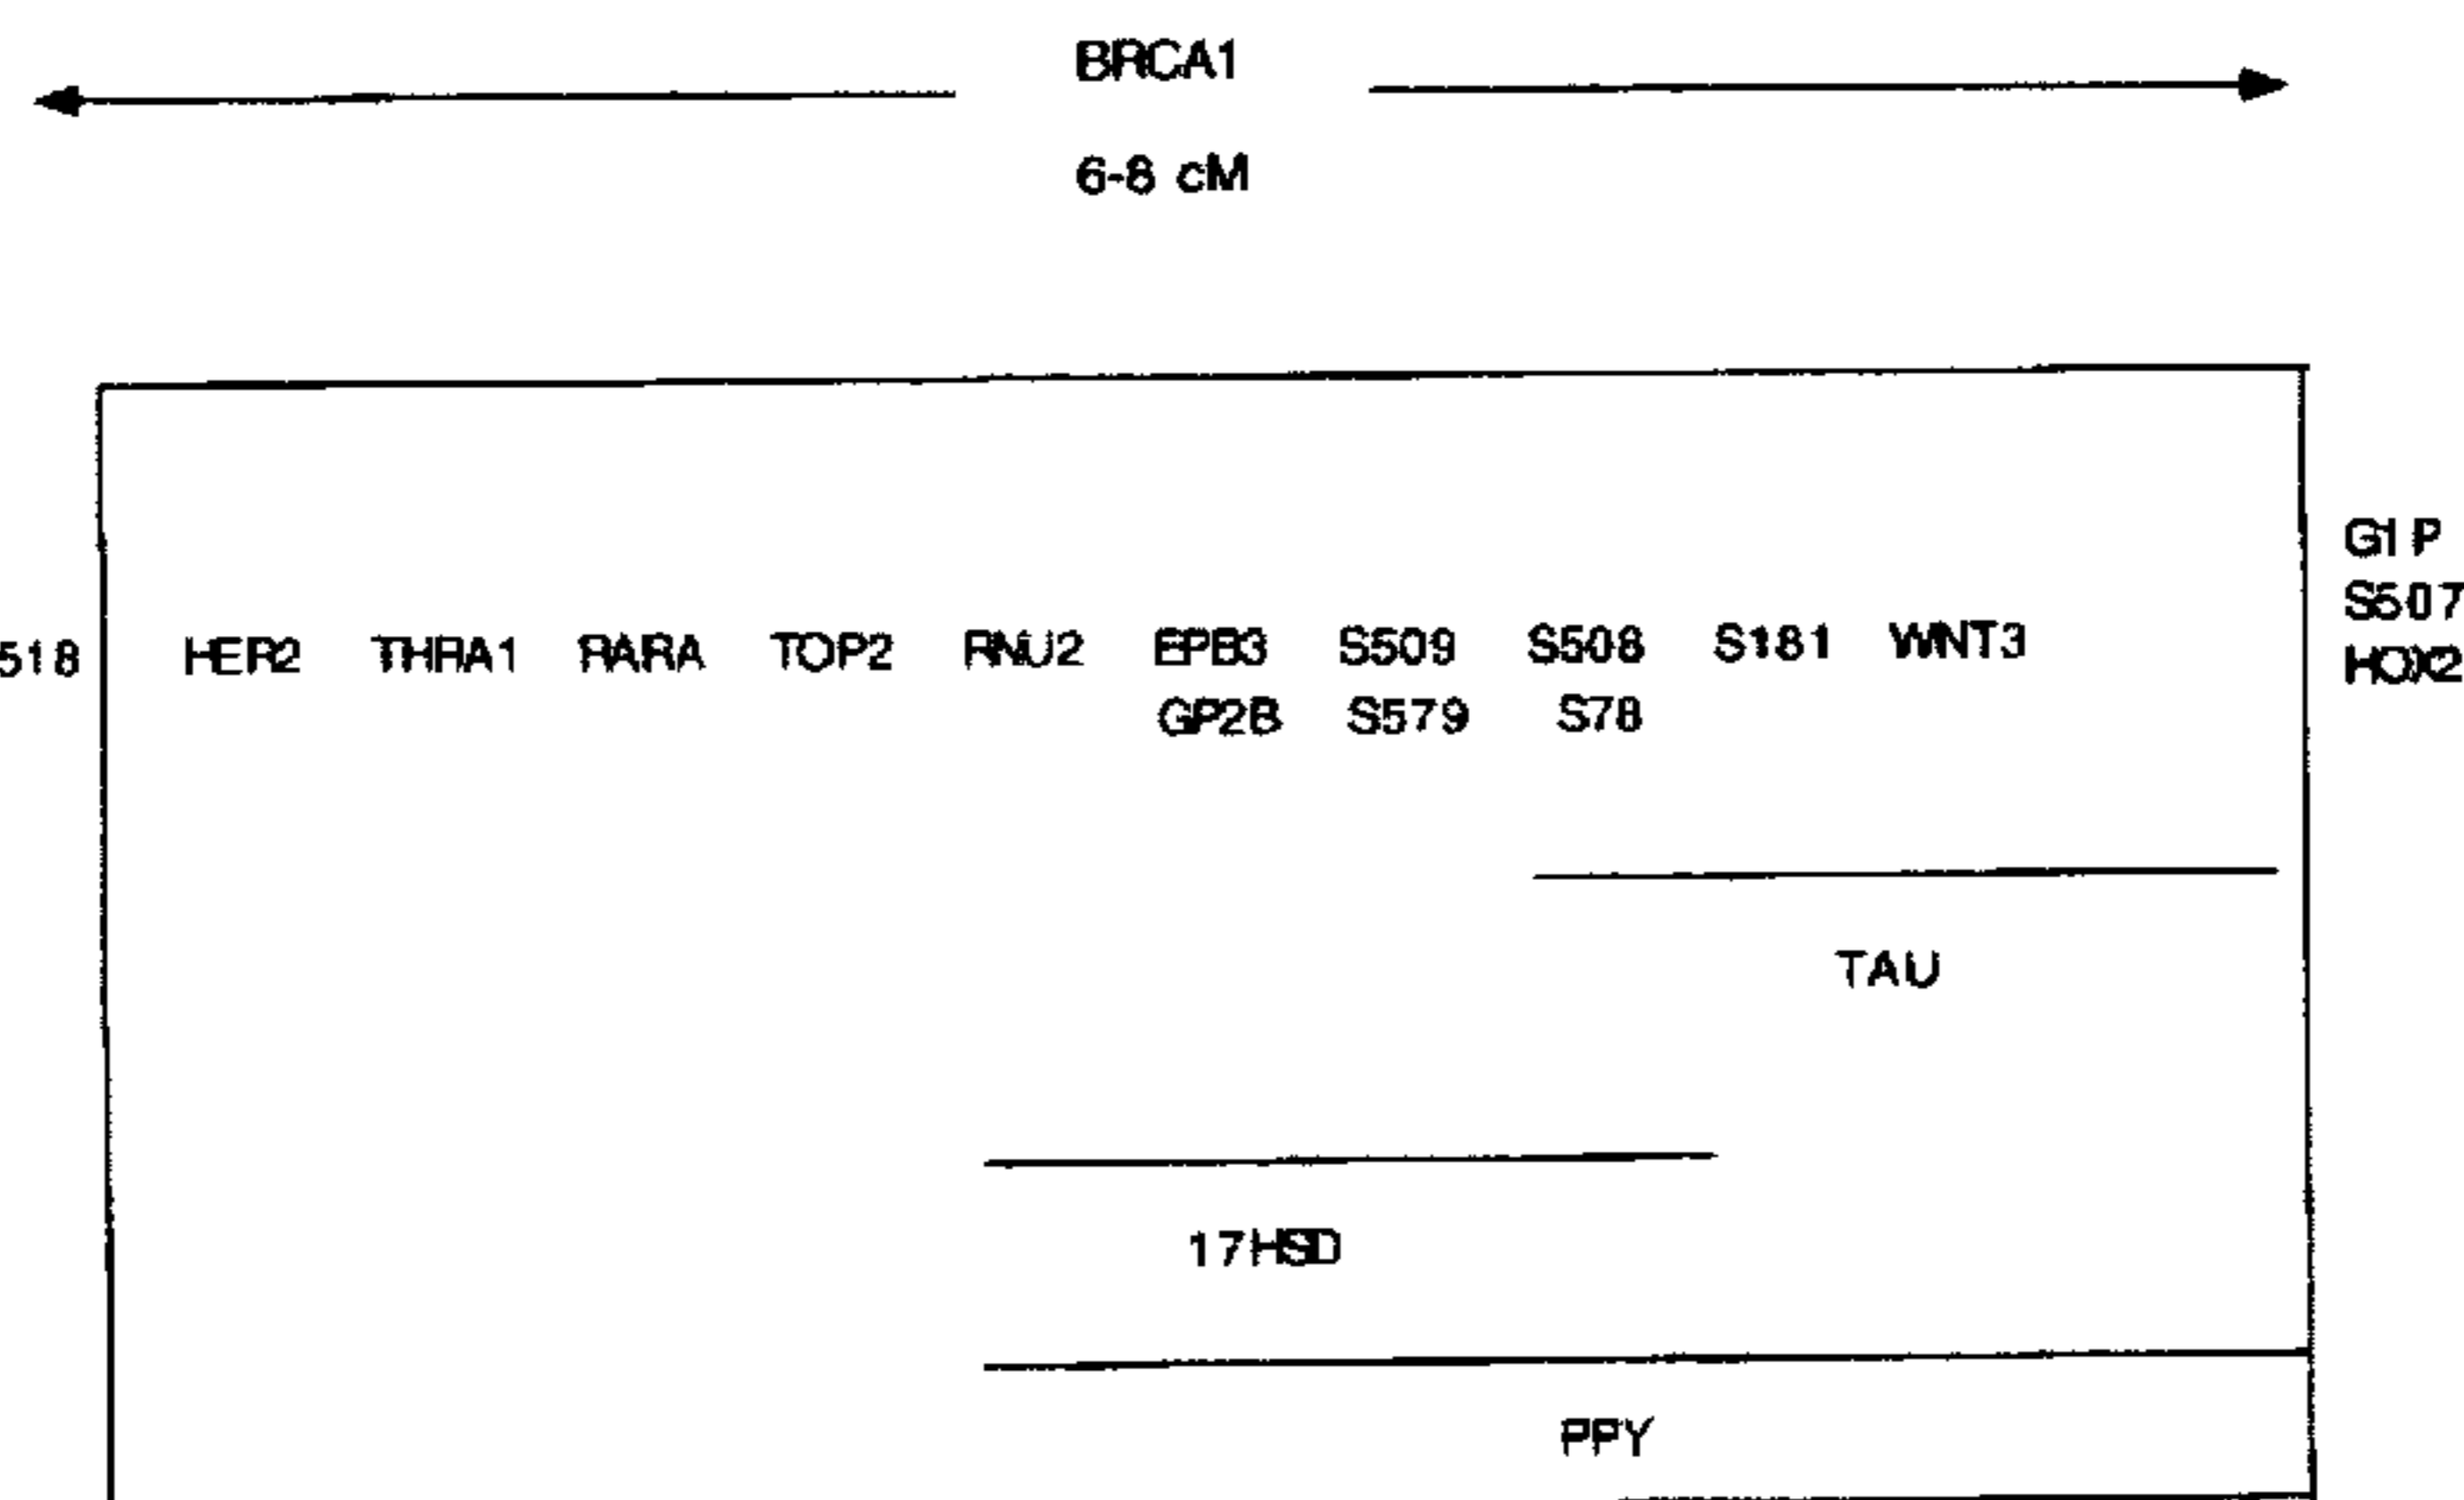 BRCA1
6-8 cM
G1P
S507
518 HER2 THRA1 RARA TOP2 RNU2 EPB3 S509 S508 S181 WNT3 HOX2
GP2B S579 S78
TAU
17HSD
PPY